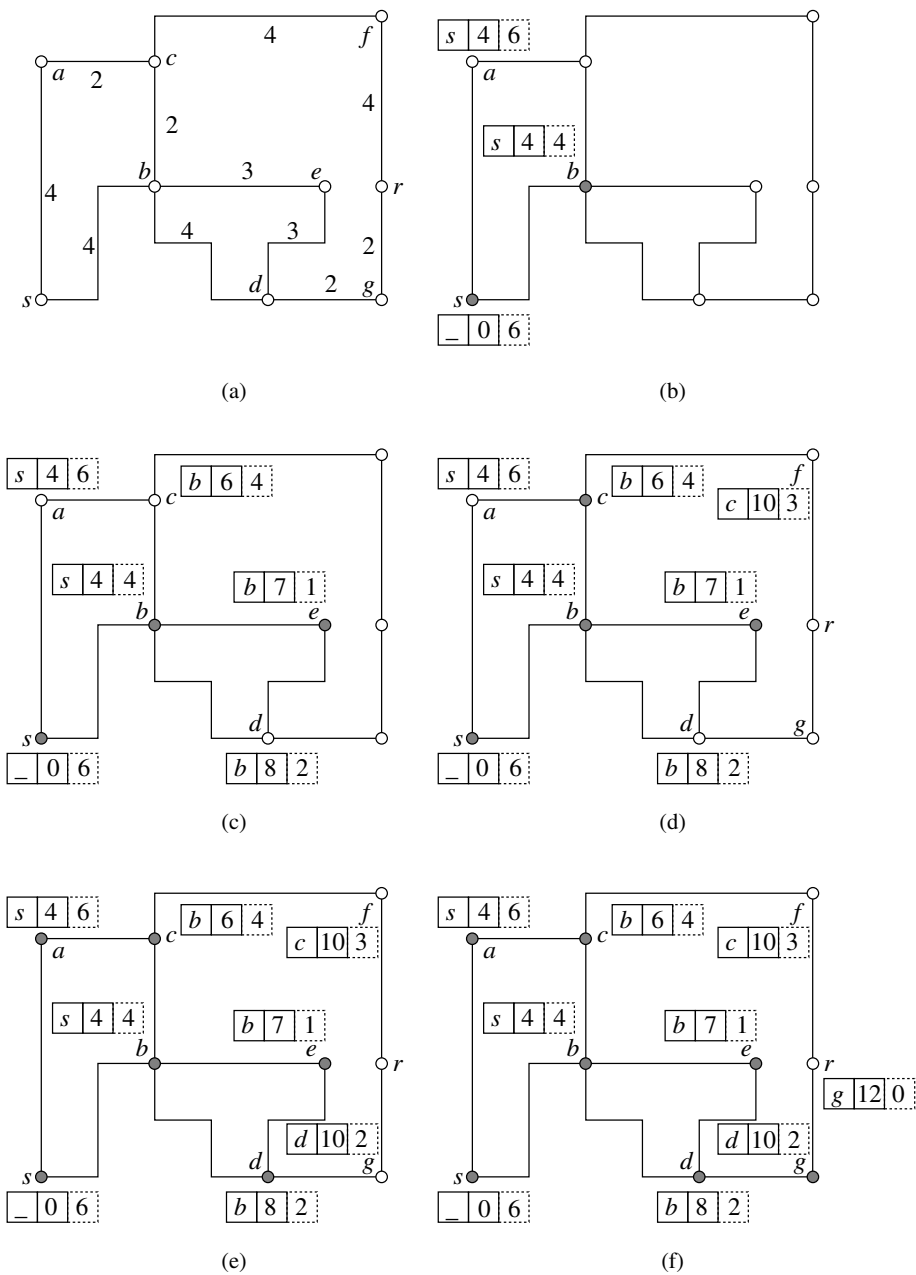 4
f
s 4 6
a 2 c
a
2 4
s 4 4
b 3 e r
b
4
4 4 3 2
s d 2 g
s
_ 0 6
(a) (b)
s 4 6 b 6 4 s 4 6 b 6 4 f
a c a c c 10 3
s 4 4 b 7 1 s 4 4 b 7 1
b e b e r
s d s d g
_ 0 6 b 8 2 _ 0 6 b 8 2
(c) (d)
s 4 6 b 6 4 f s 4 6 b 6 4 f
a c c 10 3 a c c 10 3
s 4 4 b 7 1 s 4 4 b 7 1
b e r b e r
g 12 0
d 10 2 d 10 2
s d g s d g
_ 0 6 b 8 2 _ 0 6 b 8 2
(e) (f)